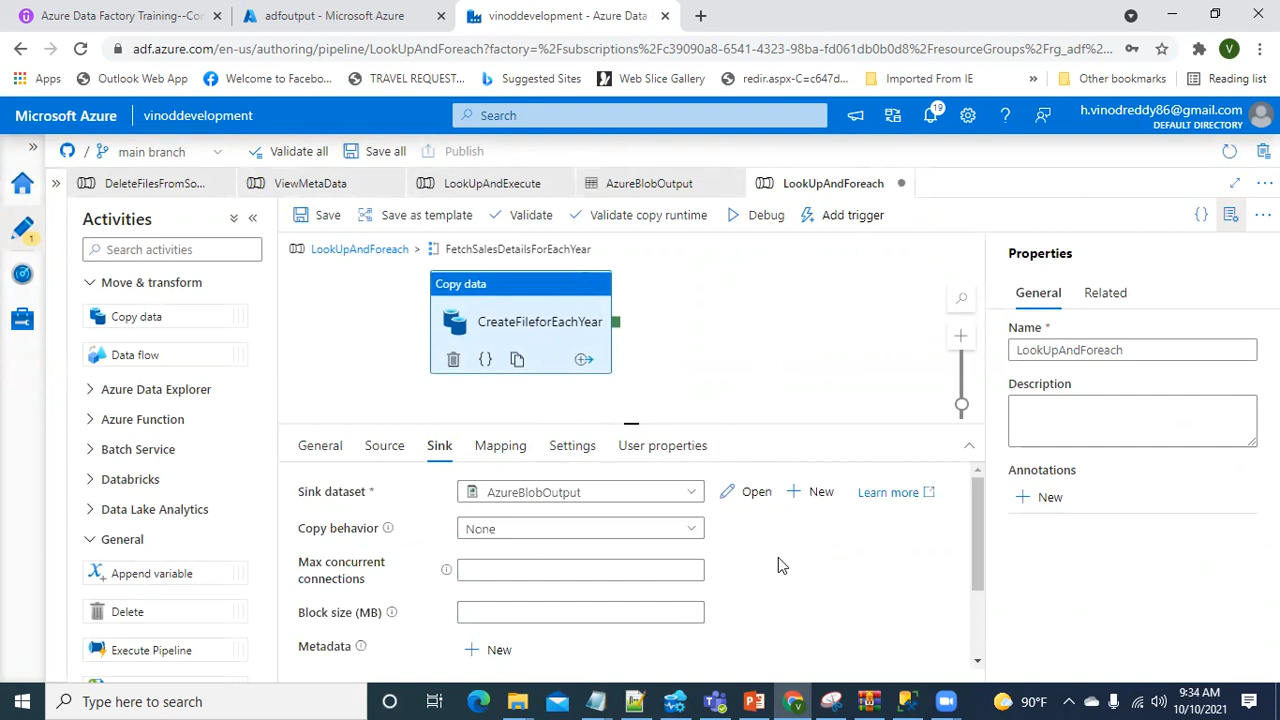 Azure Data Factory Training--Co
adfoutput - Microsoft Azure
vinoddevelopment - Azure Data
adf.azure.com/en-us/authoring/pipeline/LookUpAndForeach?factory=%2Fsubscriptions%2Fc39090a8-6541-4323-98ba-fd061db0b0d8%2FresourceGroups%2Frg_adf%2Fpr...
Apps
Outlook Web App
Welcome to Facebo...
TRAVEL REQUEST...
Suggested Sites
Web Slice Gallery
redir.aspx-C=c647d...
Imported From IE
»
Other bookmarks
Reading list
Microsoft Azure
vinoddevelopment
Search
19
h.vinodreddy86@gmail.com
DEFAULT DIRECTORY
main branch
Validate all
Save all
Publish
DeleteFilesFromSo...
ViewMetaData
LookUpAndExecute
AzureBlobOutput
LookUpAndForeach
Activities
Save
Save as template
Validate
Validate copy runtime
Debug
Add trigger
Search activities
LookUpAndForeach > FetchSalesDetailsForEachYear
Move & transform
Copy data
Data flow
Azure Data Explorer
Azure Function
Batch Service
Databricks
Data Lake Analytics
General
Append variable
Delete
Execute Pipeline
1
Copy data
CreateFileforEachYear
General
Source
Sink
Mapping
Settings
User properties
Sink dataset *
AzureBlobOutput
Open
New
Learn more
Copy behavior
None
Max concurrent
connections
Block size (MB)
Metadata
New
Properties
General
Related
Name *
LookUpAndForeach
Description
Annotations
New
Type here to search
90°F
9:34 AM
10/10/2021
V